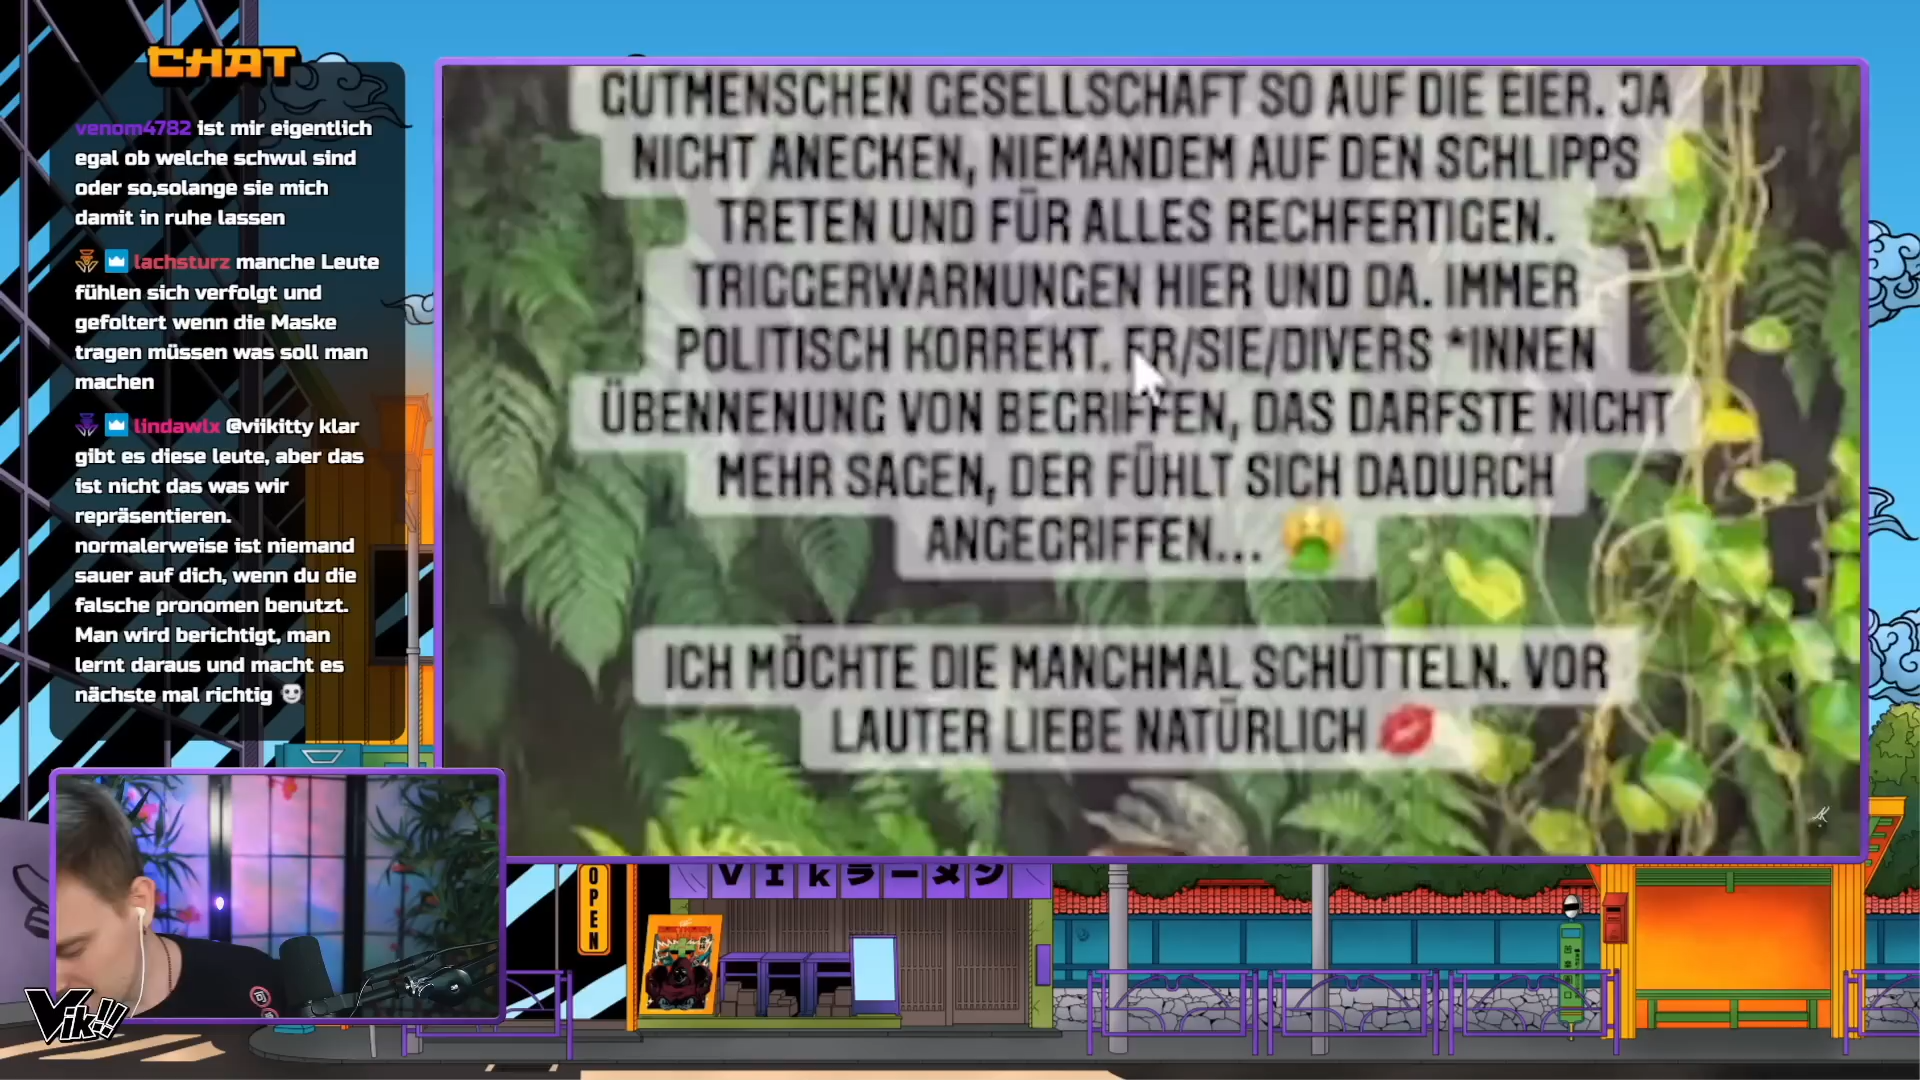 CHAT
venom4782 ist mir eigentlich
egal ob welche schwul sind
oder so,solange sie mich
damit in ruhe lassen
lachsturz manche Leute
fühlen sich verfolgt und
gefoltert wenn die Maske
tragen müssen was soll man
machen
lindawlx @viikitty klar
gibt es diese leute, aber das
ist nicht das was wir
repräsentieren.
normalerweise ist niemand
sauer auf dich, wenn du die
falsche pronomen benutzt.
Man wird berichtigt, man
lernt daraus und macht es
nächste mal richtig
GUTMENSCHEN GESELLSCHAFT SO AUF DIE EIER. JA
NICHT ANECKEN, NIEMANDEM AUF DEN SCHLIPPS
TRETEN UND FÜR ALLES RECHFERTIGEN.
TRIGGERWARNUNGEN HIER UND DA. IMMER
POLITISCH KORREKT. ER/SIE/DIVERS *INNEN
ÜBENNENUNG VON BEGRIFFEN, DAS DARFSTE NICHT
MEHR SAGEN, DER FÜHLT SICH DADURCH
ANGEGRIFFEN... 🤮
ICH MÖCHTE DIE MANCHMAL SCHÜTTELN. VOR
LAUTER LIEBE NATÜRLICH 💋
Vik!!
OPEN
VIkラーメン